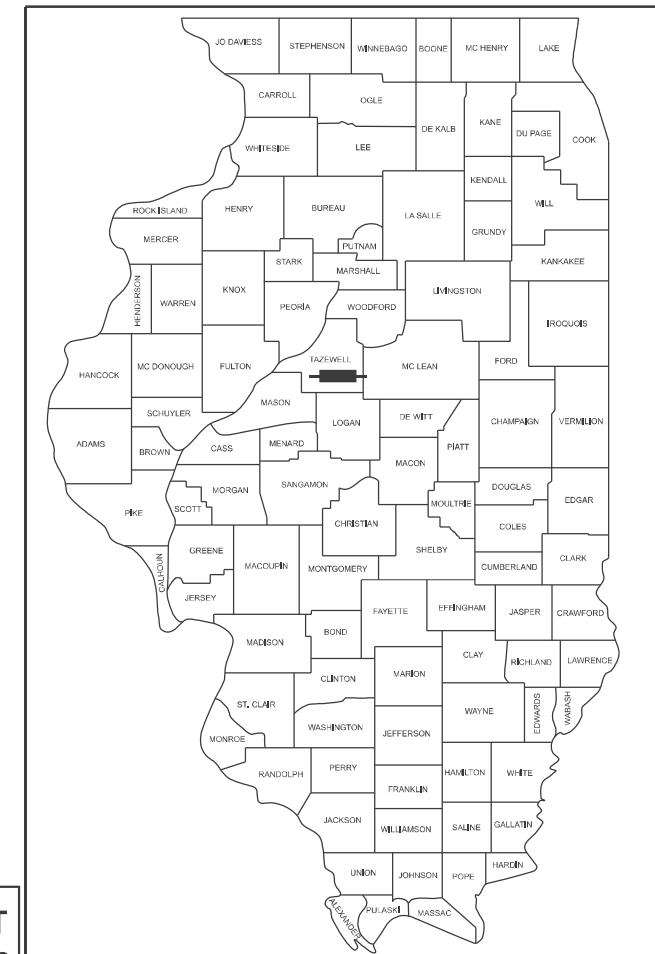 JO DAVIESS
STEPHENSON
WINNEBAGO
BOONE
MC HENRY
LAKE
CARROLL
OGLE
DE KALB
KANE
DU PAGE
COOK
WHITESIDE
LEE
KENDALL
WILL
ROCK ISLAND
HENRY
BUREAU
LA SALLE
GRUNDY
MERCER
PUTNAM
KANKAKEE
STARK
MARSHALL
HENDERSON
WARREN
KNOX
PEORIA
WOODFORD
LIVINGSTON
IROQUOIS
HANCOCK
MC DONOUGH
FULTON
TAZEWELL
MC LEAN
FORD
MASON
SCHUYLER
LOGAN
DE WITT
CHAMPAIGN
VERMILION
ADAMS
BROWN
CASS
MENARD
PIATT
MACON
MORGAN
SANGAMON
DOUGLAS
PIKE
SCOTT
CHRISTIAN
MOULTRIE
EDGAR
COLES
CALHOUN
GREENE
MACOUPIN
MONTGOMERY
SHELBY
CUMBERLAND
CLARK
JERSEY
FAYETTE
EFFINGHAM
JASPER
CRAWFORD
MADISON
BOND
CLAY
RICHLAND
LAWRENCE
CLINTON
MARION
ST. CLAIR
WAYNE
EDWARDS
WABASH
WASHINGTON
JEFFERSON
MONROE
RANDOLPH
PERRY
HAMILTON
WHITE
FRANKLIN
JACKSON
WILLIAMSON
SALINE
GALLATIN
HARDIN
UNION
JOHNSON
POPE
ALEXANDER
PULASKI
MASSAC